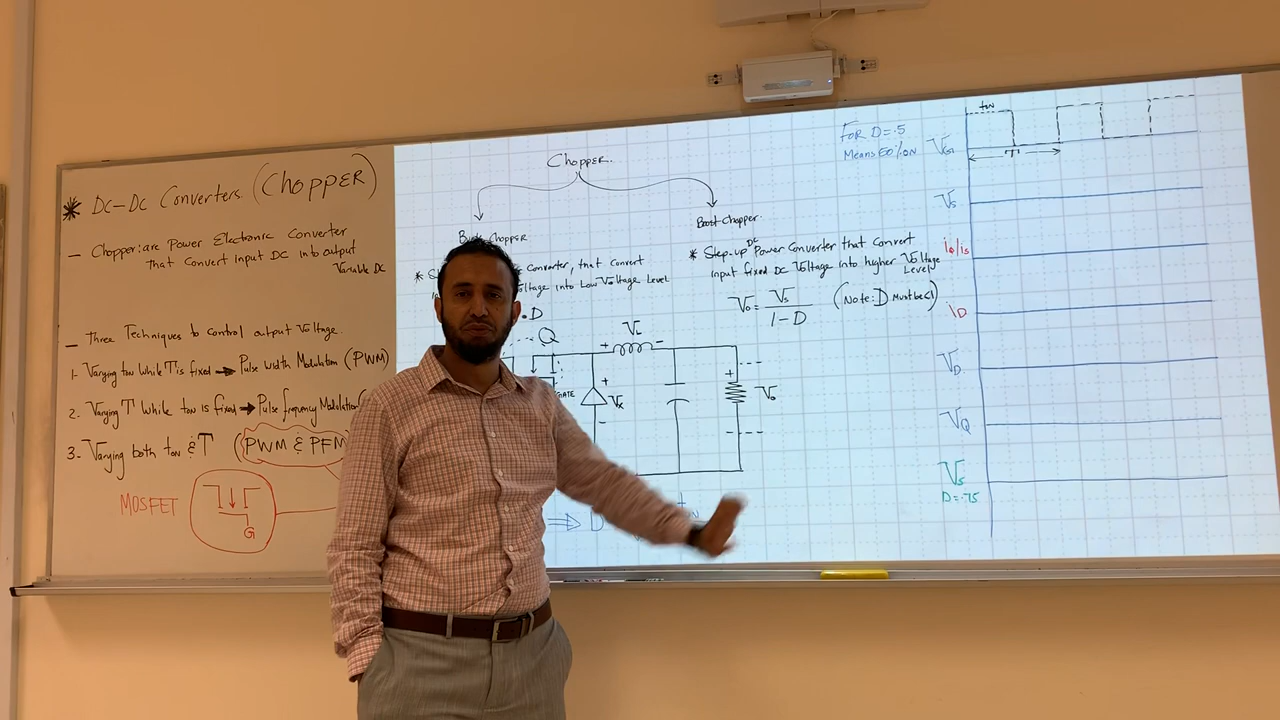 * DC-DC Converters (CHOPPER)
- Chopper: are Power Electronic Converter
that convert input DC into output
Variable DC
- Three Techniques to control output Voltage.
1- Varying ton while T is fixed → Pulse width Modulation (PWM)
2. Varying T while ton is fixed → Pulse frequency Modulation
3- Varying both ton & T (PWM & PFM)
MOSFET
G
Chopper.
Chopper
converter, that convert
Voltage into Low Voltage Level
.D
Q
GATE
+ Vx -
+ VL -
+ Vo
⇒ D
Boost Chopper.
* Step-up DC Power Converter that convert
input fixed DC Voltage into higher Voltage
Level
Vo = Vs / 1-D (Note: D must be <1)
FOR D=.5
Means 50% ON
VG
ton
T
Vs
iQ/is
iD
VD
VQ
Vs
D=.75